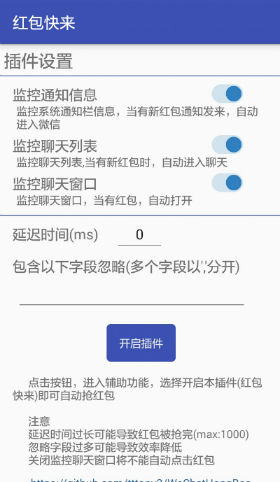 红包快来
插件设置
监控通知信息
监控系统通知栏信息，当有新红包通知发来，自动
进入微信
监控聊天列表
监控聊天列表,当有新红包时，自动进入聊天
监控聊天窗口
监控聊天窗口，当有红包，自动打开
延迟时间(ms) 0
包含以下字段忽略(多个字段以','分开)
开启插件
点击按钮，进入辅助功能，选择开启本插件(红包
快来)即可自动抢红包
注意
延迟时间过长可能导致红包被抢完(max:1000)
忽略字段过多可能导致效率降低
关闭监控聊天窗口将不能自动点击红包